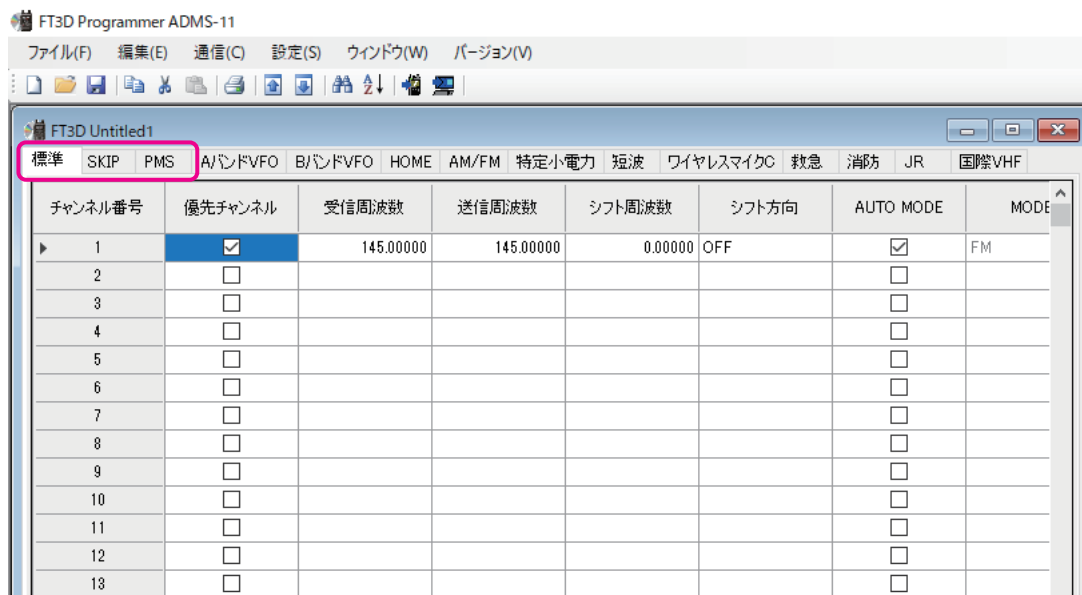 FT3D Programmer ADMS-11
ファイル(F) 編集(E) 通信(C) 設定(S) ウィンドウ(W) バージョン(V)
FT3D Untitled1
標準 SKIP PMS AバンドVFO BバンドVFO HOME AM/FM 特定小電力 短波 ワイヤレスマイクC 救急 消防 JR 国際VHF
チャンネル番号 優先チャンネル 受信周波数 送信周波数 シフト周波数 シフト方向 AUTO MODE MODE
1 145.00000 145.00000 0.00000 OFF FM
2
3
4
5
6
7
8
9
10
11
12
13